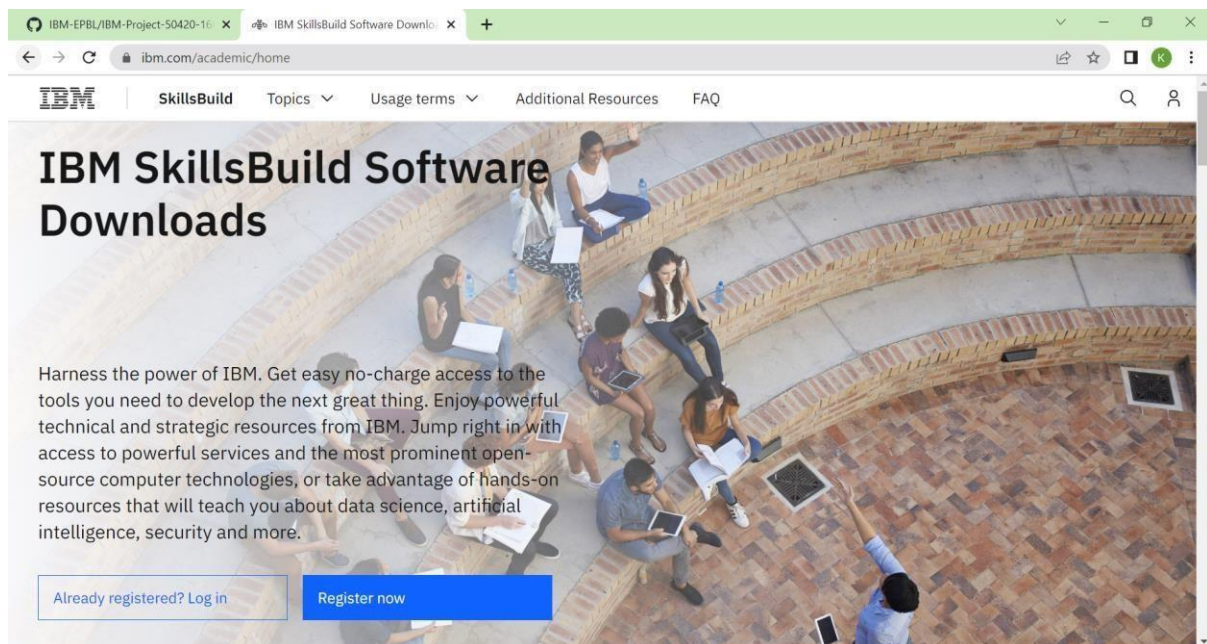 IBM-EPBL/IBM-Project-50420-16
IBM SkillsBuild Software Downlo
ibm.com/academic/home
K
IBM SkillsBuild Topics Usage terms Additional Resources FAQ
IBM SkillsBuild Software
Downloads
Harness the power of IBM. Get easy no-charge access to the
tools you need to develop the next great thing. Enjoy powerful
technical and strategic resources from IBM. Jump right in with
access to powerful services and the most prominent open-
source computer technologies, or take advantage of hands-on
resources that will teach you about data science, artificial
intelligence, security and more.
Already registered? Log in
Register now